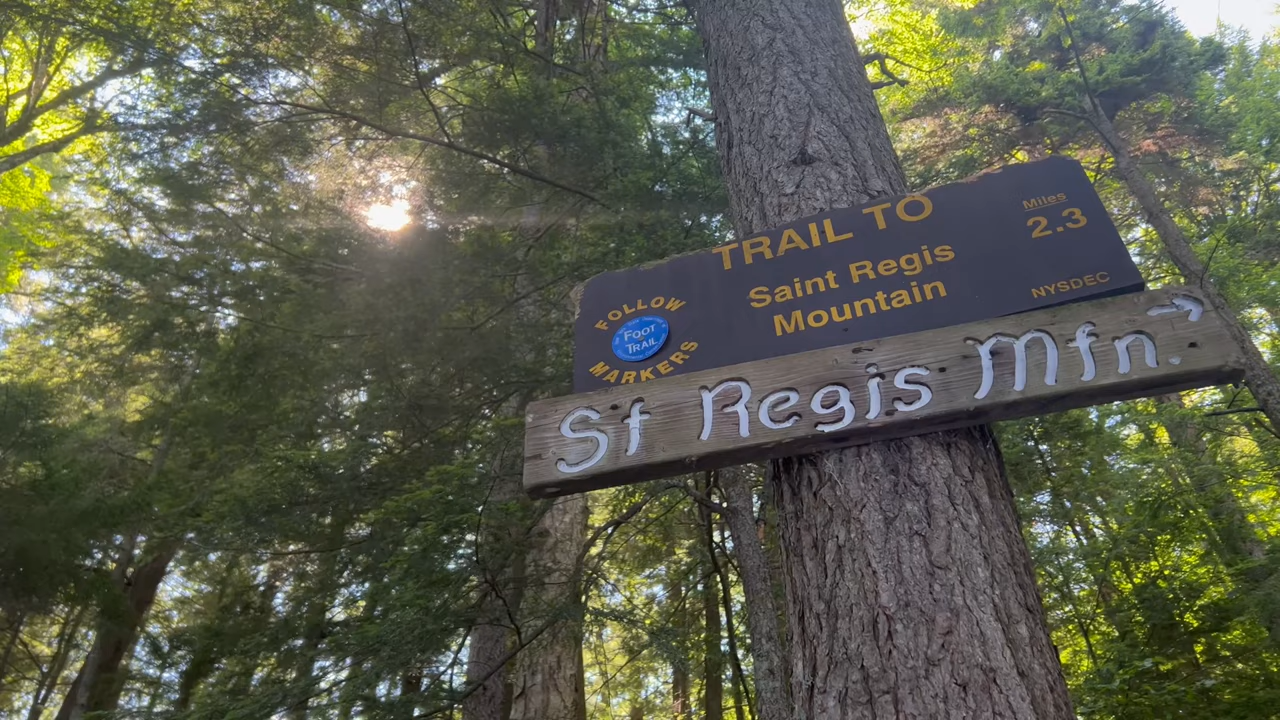 TRAIL TO
Miles
2.3
Saint Regis
Mountain
NYSDEC
FOLLOW
FOOT
TRAIL
MARKERS
St Regis Mtn.